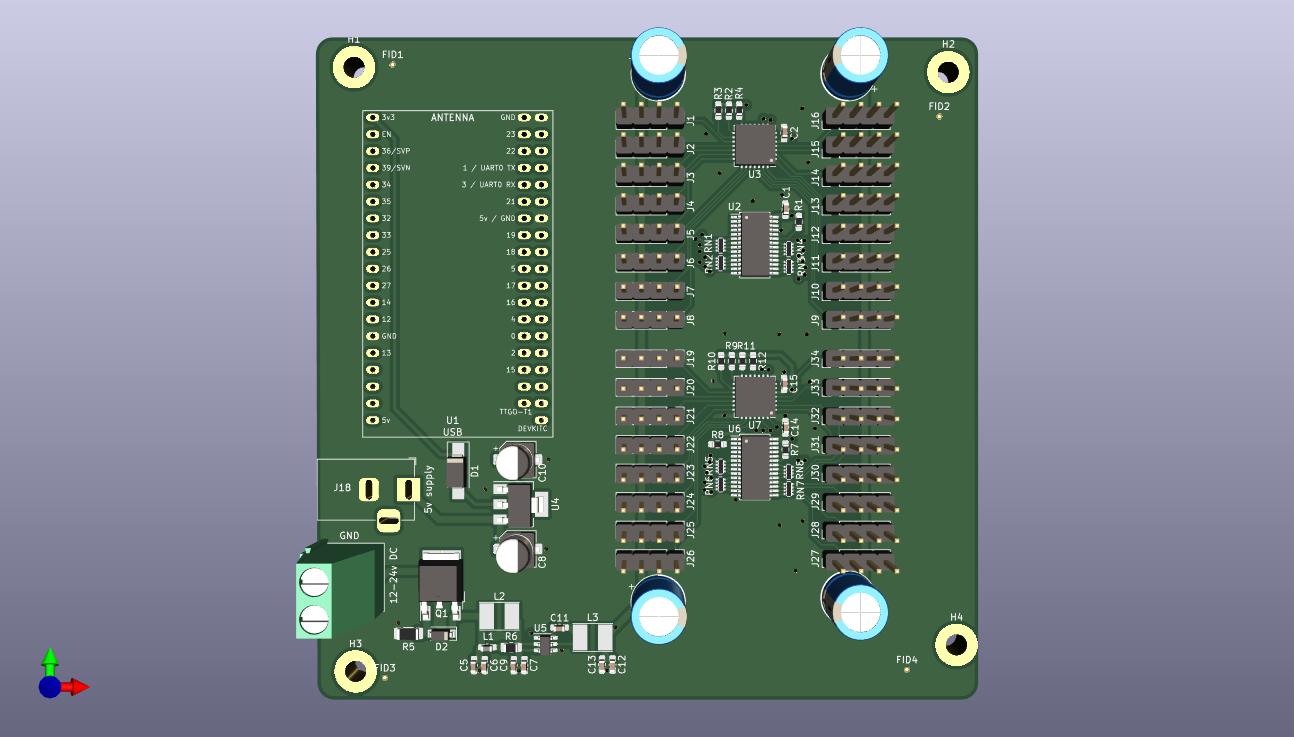 H1
FID1
H2
FID2
3v3
ANTENNA
GND
EN
23
36/SVP
22
39/SVN
1 / UART0 TX
34
3 / UART0 RX
35
21
32
5v / GND
33
19
25
18
26
5
27
17
14
16
12
4
GND
0
13
2
15
TTGO-T1
5v
DEVKITC
R3
R2
R4
C2
U3
J1
J2
J3
J4
J5
J6
J7
J8
J16
J15
J14
J13
J12
J11
J10
J9
C1
U2
R1
RN2
RN1
J19
J20
J21
J22
J23
J24
J25
J26
J34
J33
J32
J31
J30
J29
J28
J27
R9
R11
R10
R12
C15
U7
C14
R8
U6
R7
RN5
RN7
RN8
U1
USB
D1
C10
U4
C8
J18
5v supply
GND
12-24v DC
Q1
R5
D2
L2
L1
R6
U5
C11
L3
C5
C6
C9
C7
C13
C12
H3
FID3
H4
FID4